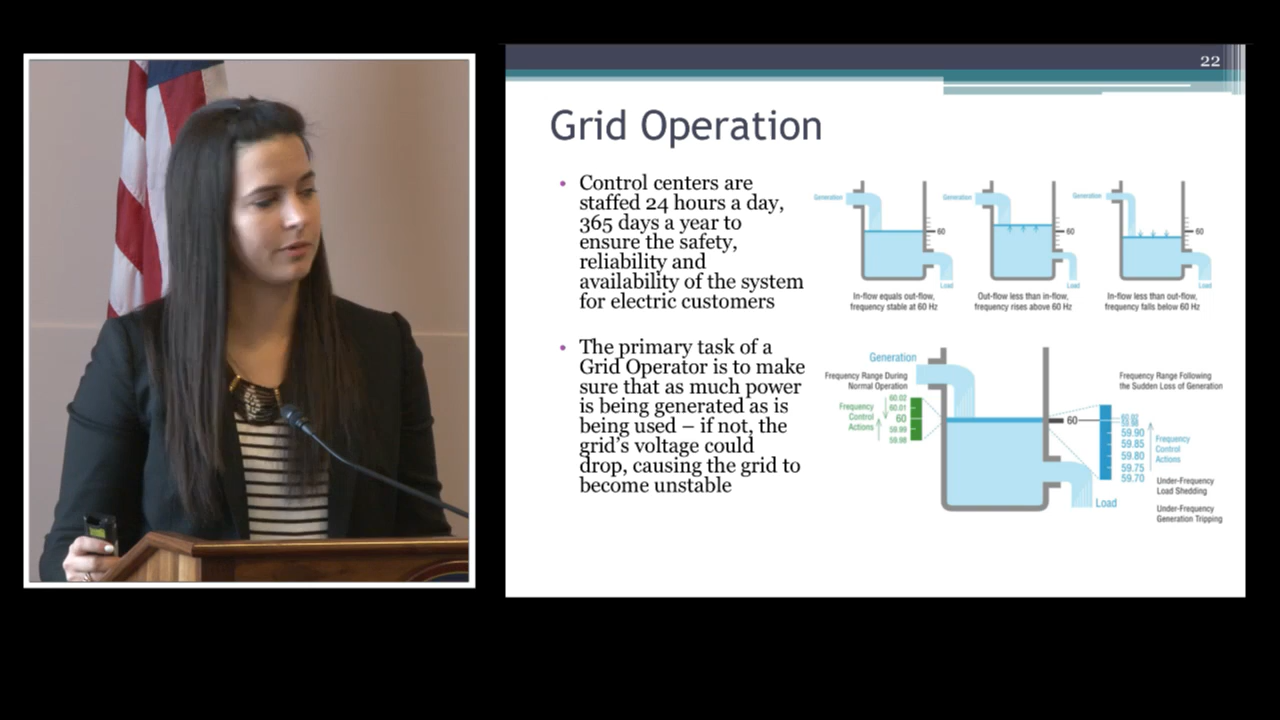 22
Grid Operation
• Control centers are
staffed 24 hours a day,
365 days a year to
ensure the safety,
reliability and
availability of the system
for electric customers
• The primary task of a
Grid Operator is to make
sure that as much power
is being generated as is
being used – if not, the
grid's voltage could
drop, causing the grid to
become unstable
Generation
60
Load
In-flow equals out-flow,
frequency stable at 60 Hz
Generation
60
Load
Out-flow less than in-flow,
frequency rises above 60 Hz
Generation
60
Load
In-flow less than out-flow,
frequency falls below 60 Hz
Generation
Frequency Range During
Normal Operation
Frequency
Control
Actions
60.02
60.01
60
59.99
59.98
60
Load
Frequency Range Following
the Sudden Loss of Generation
60.02
59.98
59.90
59.85
59.80
59.75
59.70
Frequency
Control
Actions
Under-Frequency
Load Shedding
Under-Frequency
Generation Tripping